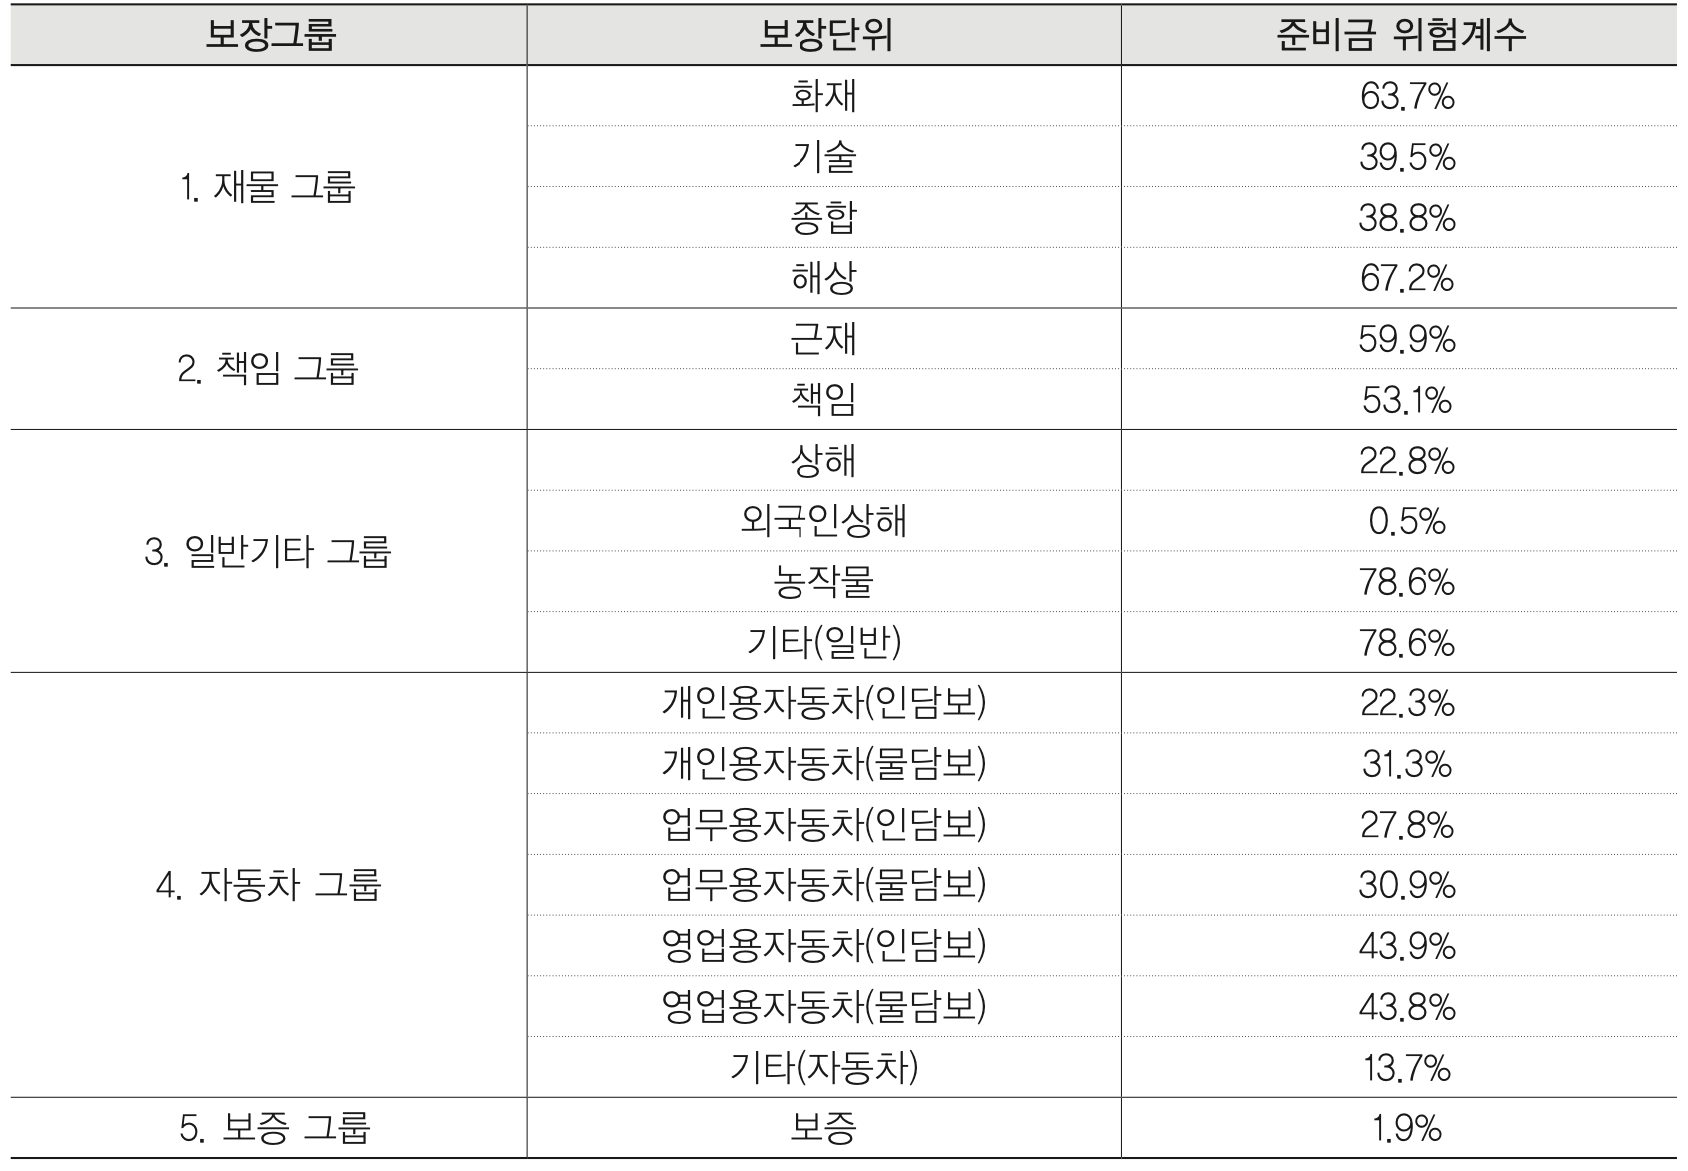 보장그룹 보장단위 준비금 위험계수
1. 재물 그룹 화재 63.7%
기술 39.5%
종합 38.8%
해상 67.2%
2. 책임 그룹 근재 59.9%
책임 53.1%
3. 일반기타 그룹 상해 22.8%
외국인상해 0.5%
농작물 78.6%
기타(일반) 78.6%
4. 자동차 그룹 개인용자동차(인담보) 22.3%
개인용자동차(물담보) 31.3%
업무용자동차(인담보) 27.8%
업무용자동차(물담보) 30.9%
영업용자동차(인담보) 43.9%
영업용자동차(물담보) 43.8%
기타(자동차) 13.7%
5. 보증 그룹 보증 1.9%